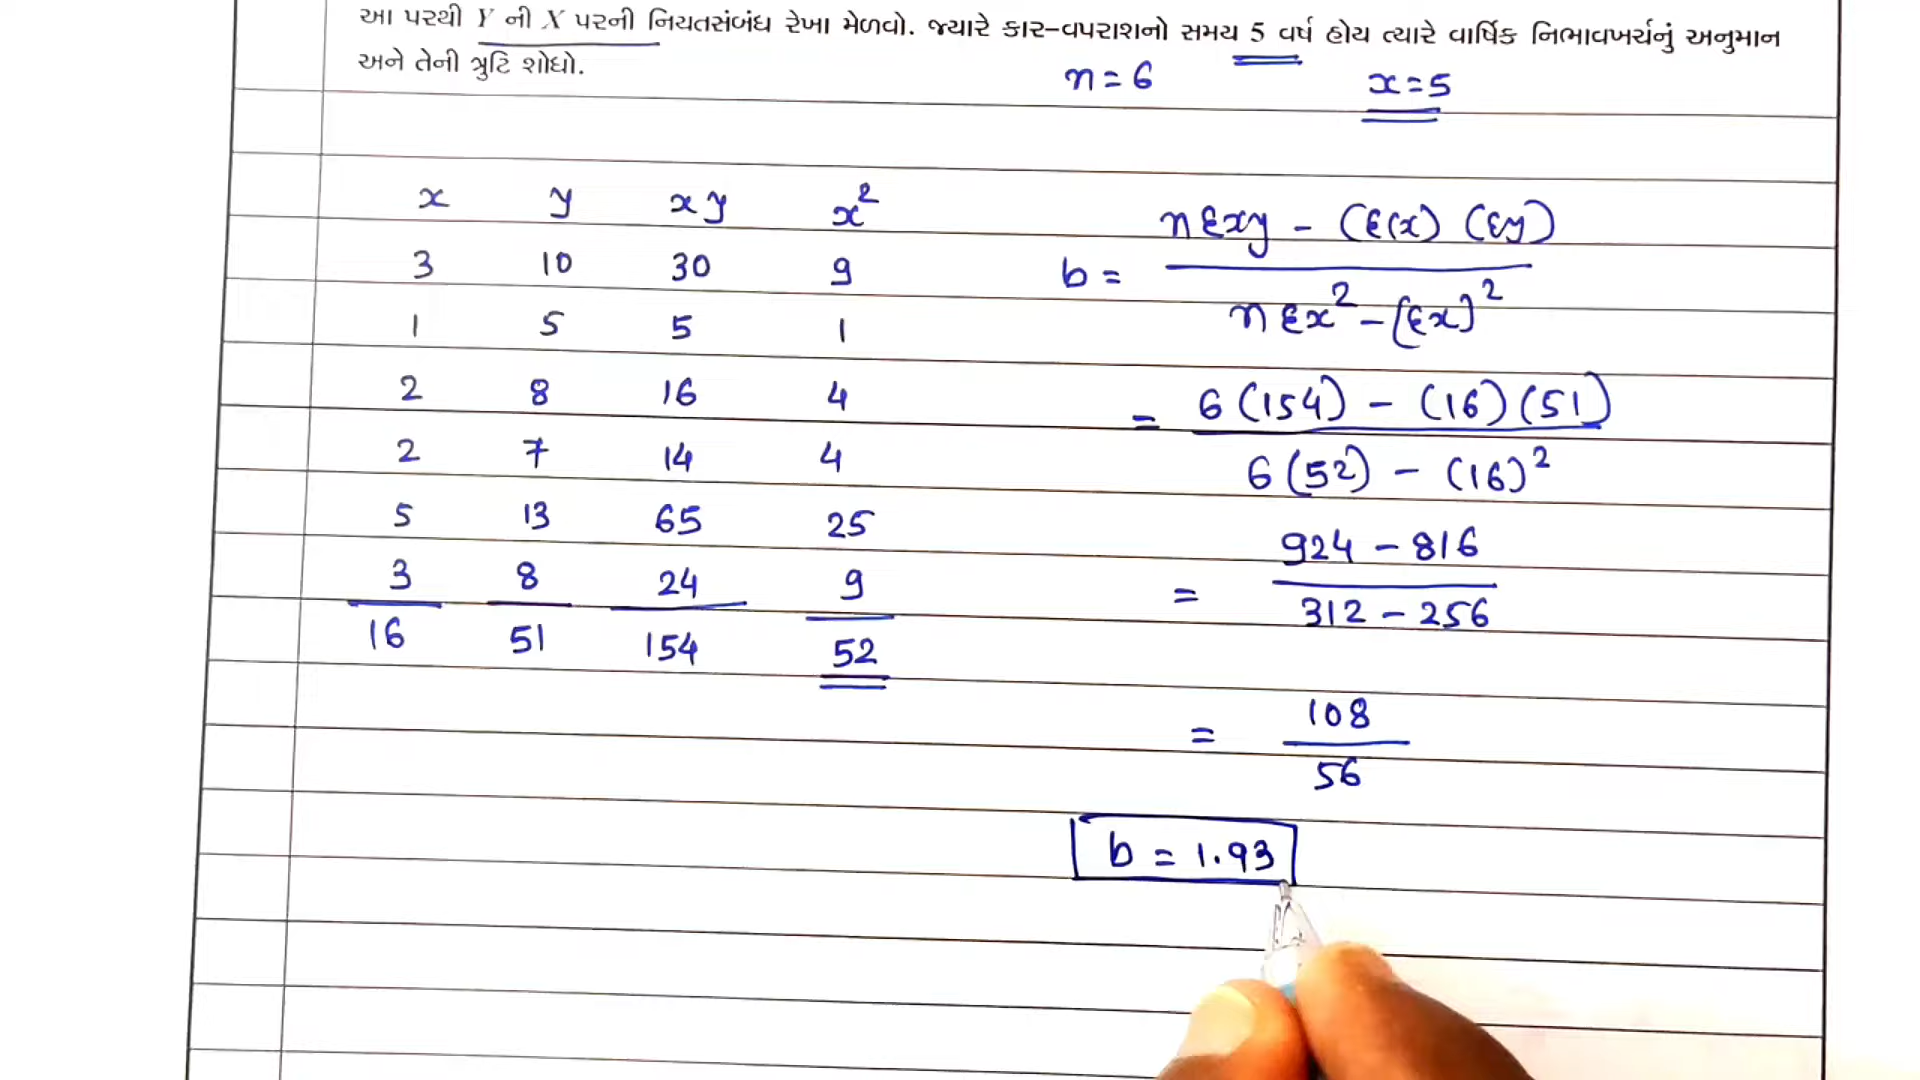 આ પરથી Y ની X પરની નિયતસંબંધ રેખા મેળવો. જ્યારે કાર-વપરાશનો સમય 5 વર્ષ હોય ત્યારે વાર્ષિક નિભાવખર્ચનું અનુમાન
અને તેની ત્રુટિ શોધો.
n = 6
x = 5
x y xy x²
3 10 30 9
1 5 5 1
2 8 16 4
2 7 14 4
5 13 65 25
3 8 24 9
16 51 154 52
b = nΣxy - (Σ(x) (Σy)
nΣx² - (Σx)²
= 6(154) - (16)(51)
6(52) - (16)²
= 924 - 816
312 - 256
= 108
56
b = 1.93